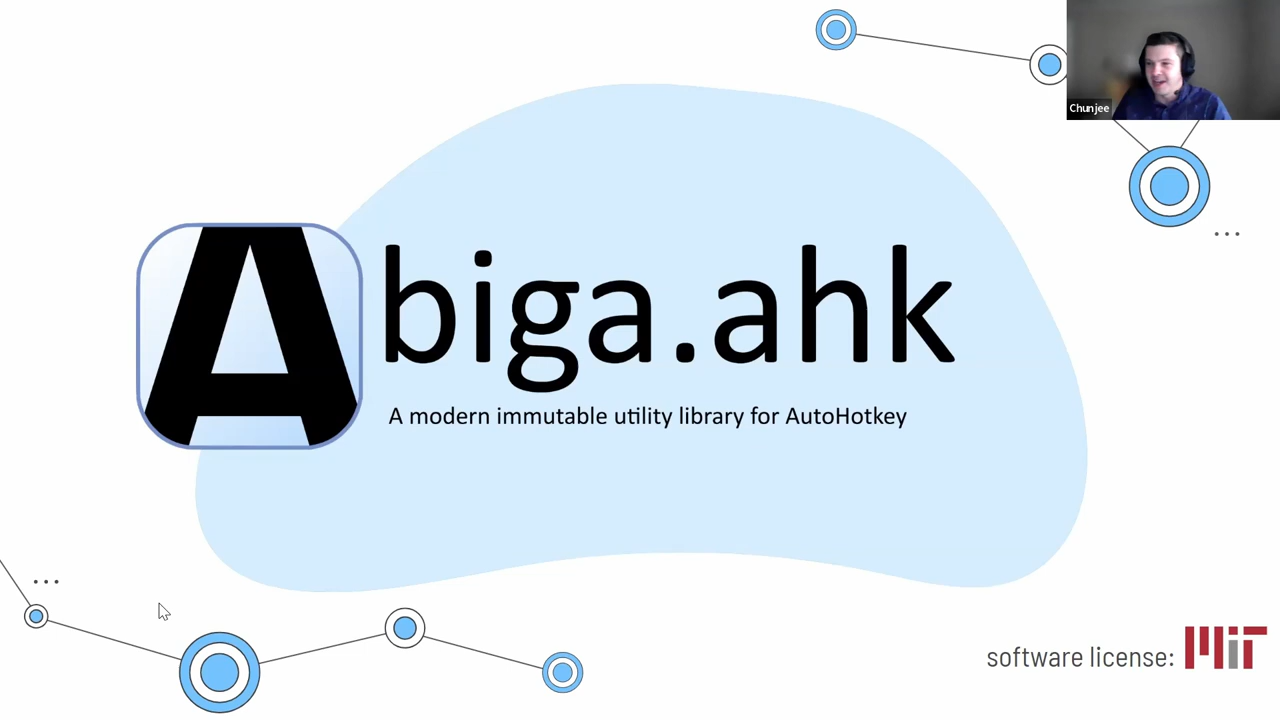 Chunjee
Abiga.ahk
A modern immutable utility library for AutoHotkey
software license: MIT